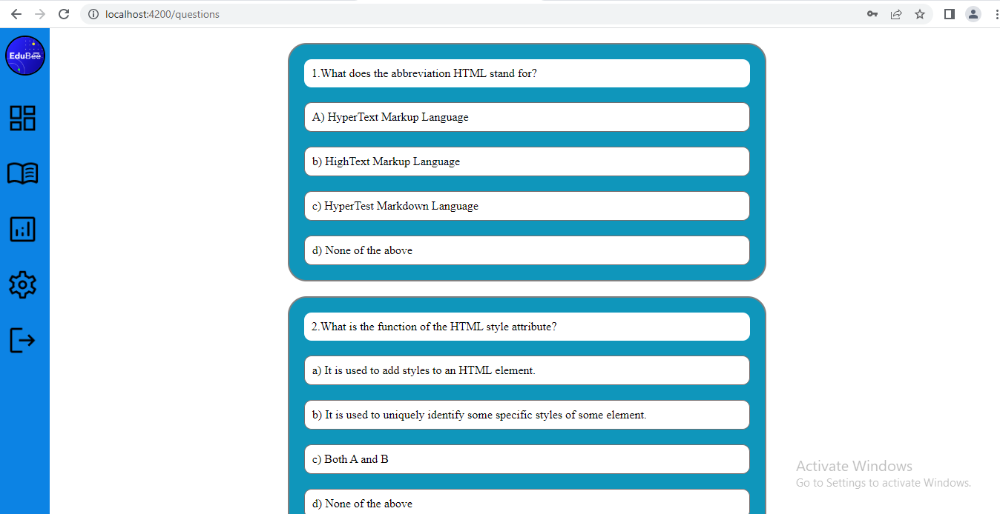 localhost:4200/questions
EduBee
1.What does the abbreviation HTML stand for?
A) HyperText Markup Language
b) HighText Markup Language
c) HyperTest Markdown Language
d) None of the above
2.What is the function of the HTML style attribute?
a) It is used to add styles to an HTML element.
b) It is used to uniquely identify some specific styles of some element.
c) Both A and B
d) None of the above
Activate Windows
Go to Settings to activate Windows.